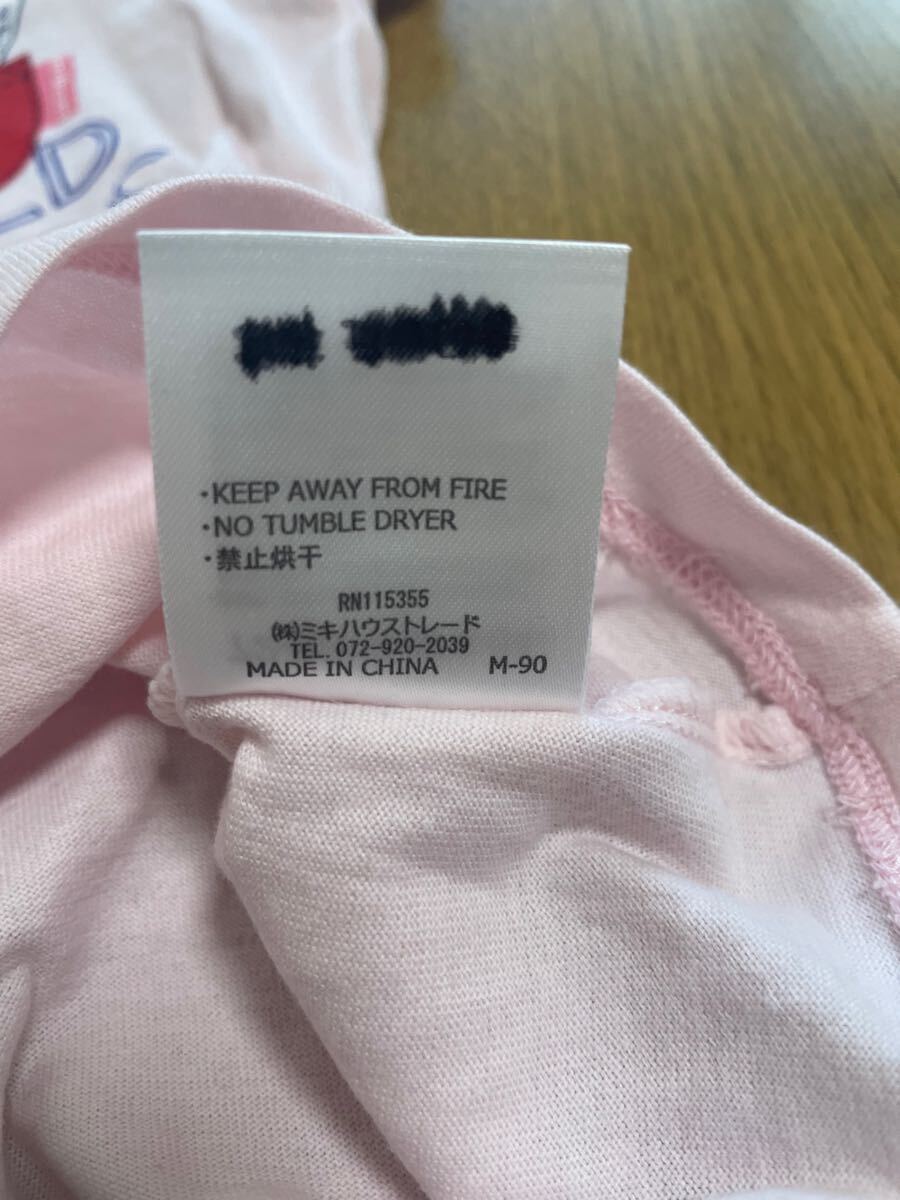 ・KEEP AWAY FROM FIRE
・NO TUMBLE DRYER
・禁止烘干
RN115355
㈱ミキハウストレード
TEL. 072-920-2039
MADE IN CHINA M-90